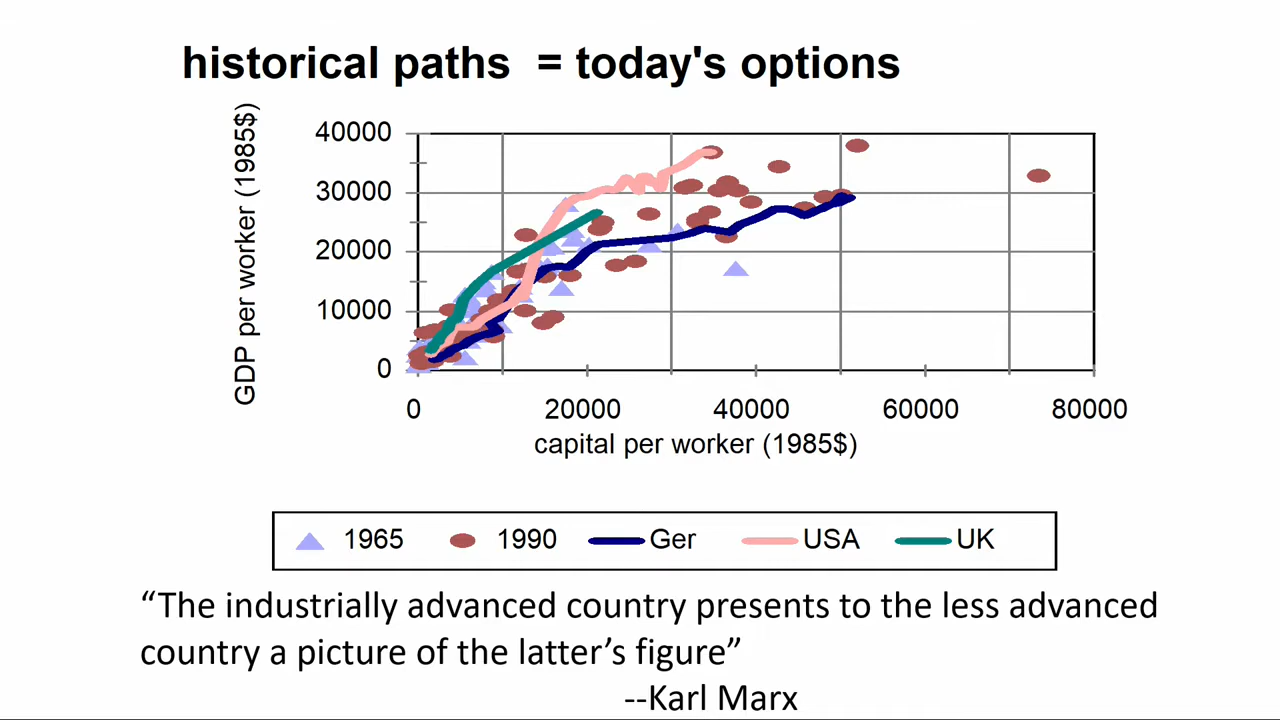 historical paths = today's options
GDP per worker (1985$)
40000
30000
20000
10000
0
0 20000 40000 60000 80000
capital per worker (1985$)
1965 1990 Ger USA UK
“The industrially advanced country presents to the less advanced
country a picture of the latter’s figure”
--Karl Marx